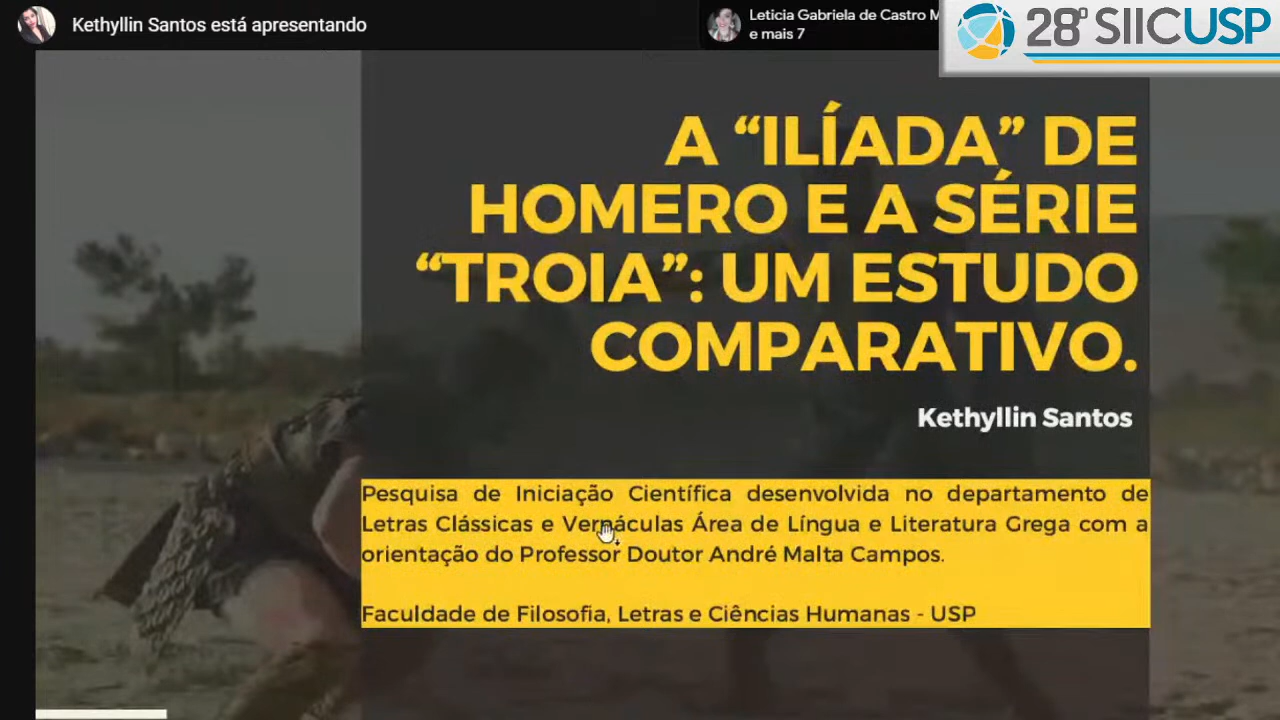 Kethyllin Santos está apresentando
Leticia Gabriela de Castro M
e mais 7
28º SIICUSP
A “ILÍADA” DE
HOMERO E A SÉRIE
“TROIA”: UM ESTUDO
COMPARATIVO.
Kethyllin Santos
Pesquisa de Iniciação Científica desenvolvida no departamento de
Letras Clássicas e Vernáculas Área de Língua e Literatura Grega com a
orientação do Professor Doutor André Malta Campos.
Faculdade de Filosofia, Letras e Ciências Humanas - USP